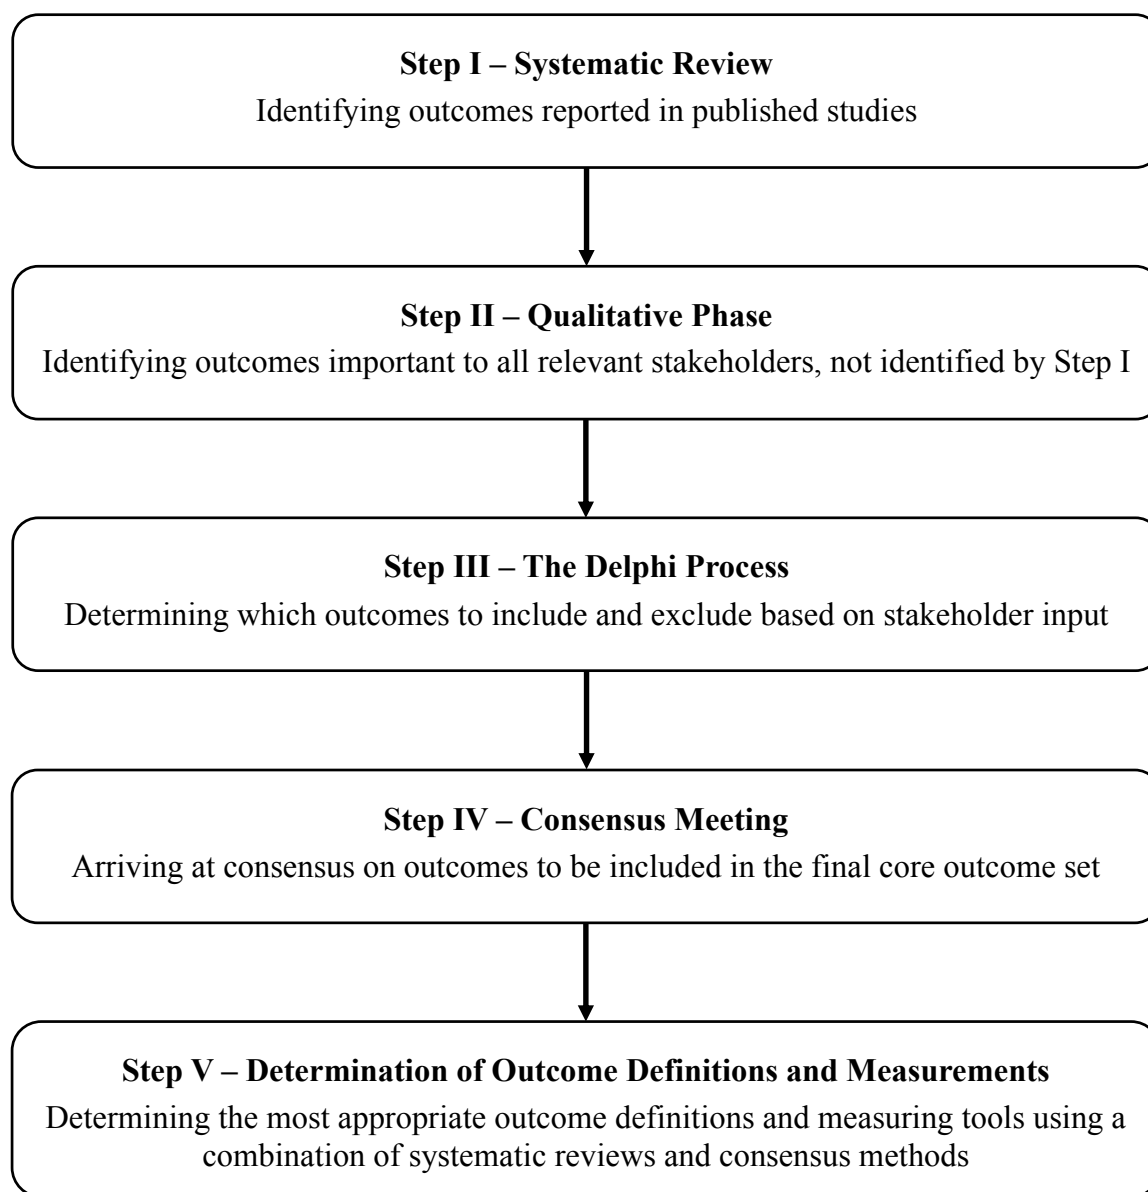 Step I – Systematic Review
Identifying outcomes reported in published studies
Step II – Qualitative Phase
Identifying outcomes important to all relevant stakeholders, not identified by Step I
Step III – The Delphi Process
Determining which outcomes to include and exclude based on stakeholder input
Step IV – Consensus Meeting
Arriving at consensus on outcomes to be included in the final core outcome set
Step V – Determination of Outcome Definitions and Measurements
Determining the most appropriate outcome definitions and measuring tools using a
combination of systematic reviews and consensus methods